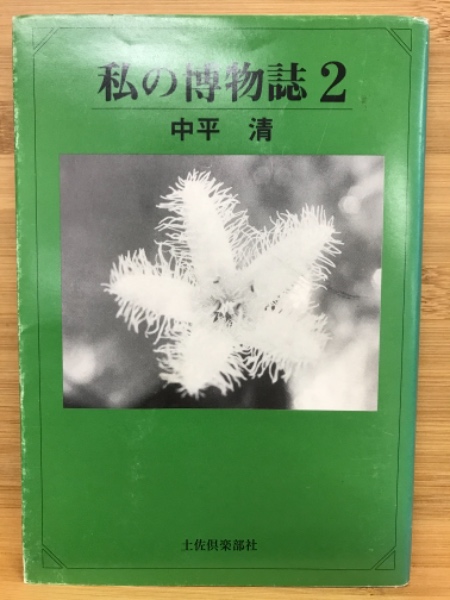 私の博物誌2
中平 清
土佐倶楽部社